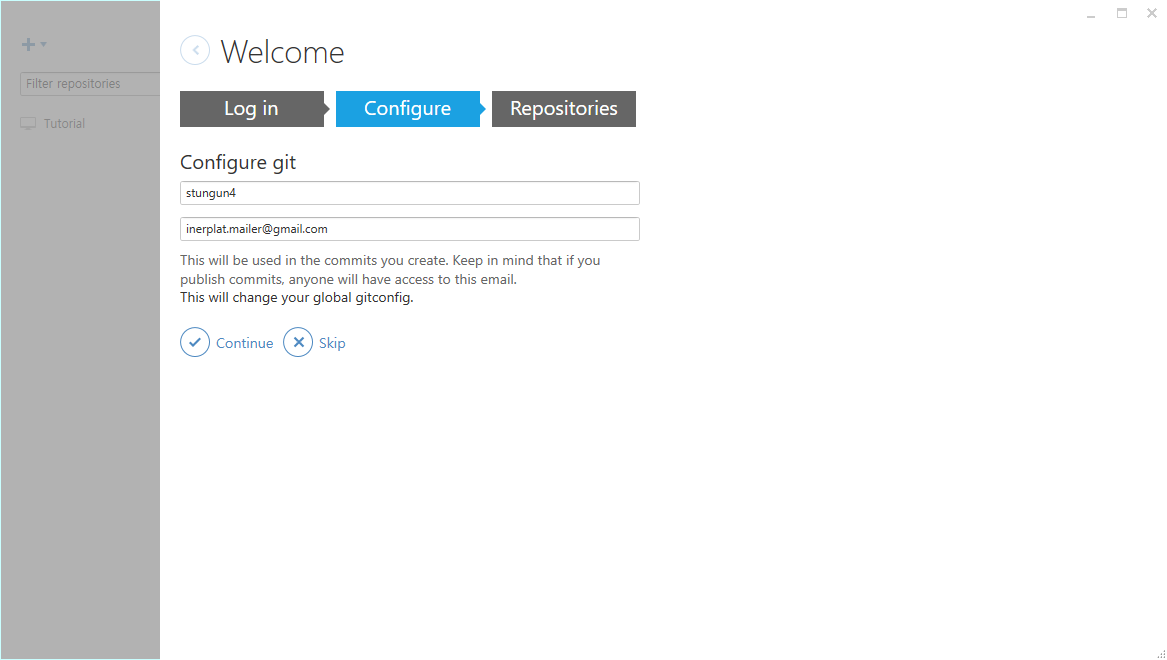 Welcome
Filter repositories
Tutorial
Log in
Configure
Repositories
Configure git
stungun4
inerplat.mailer@gmail.com
This will be used in the commits you create. Keep in mind that if you
publish commits, anyone will have access to this email.
This will change your global gitconfig.
Continue
Skip